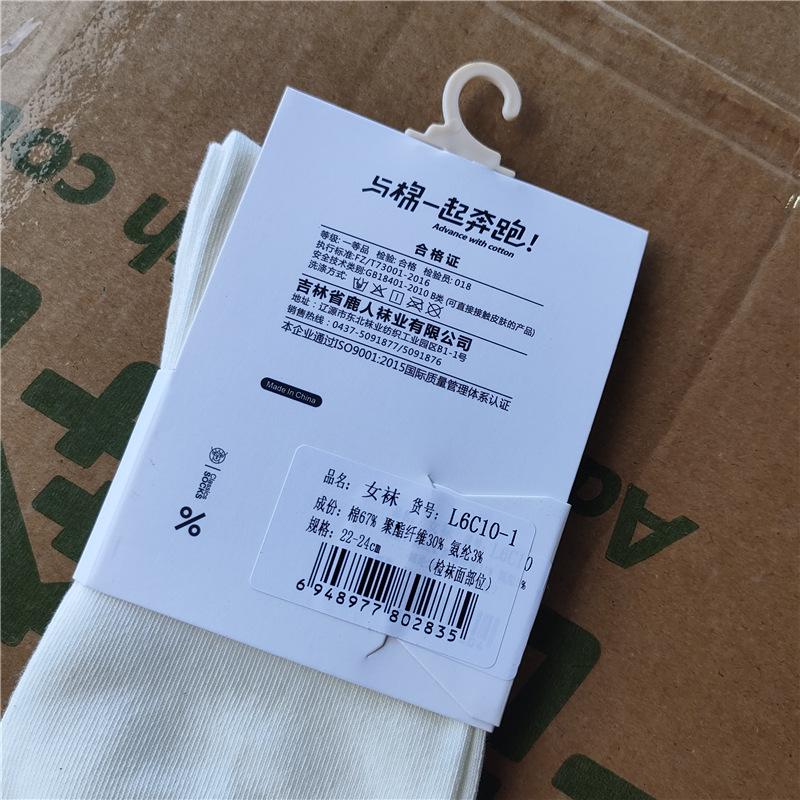 与棉一起奔跑!
Advance with cotton
合格证
等级: 一等品 检验: 合格 检验员: 018
执行标准:FZ/T73001-2016
安全技术类别:GB18401-2010 B类 (可直接接触皮肤的产品)
洗涤方式:
吉林省鹿人袜业有限公司
地址: 辽源市东北袜业纺织工业园区B1-1号
销售热线: 0437-5091877/5091876
本企业通过ISO9001:2015国际质量管理体系认证
Made In China
Classics
SOCKS
%
品名: 女袜 货号: L6C10-1
成份: 棉67% 聚酯纤维30% 氨纶3%
规格: 22-24cm (检袜面部位)
6 948977 802835